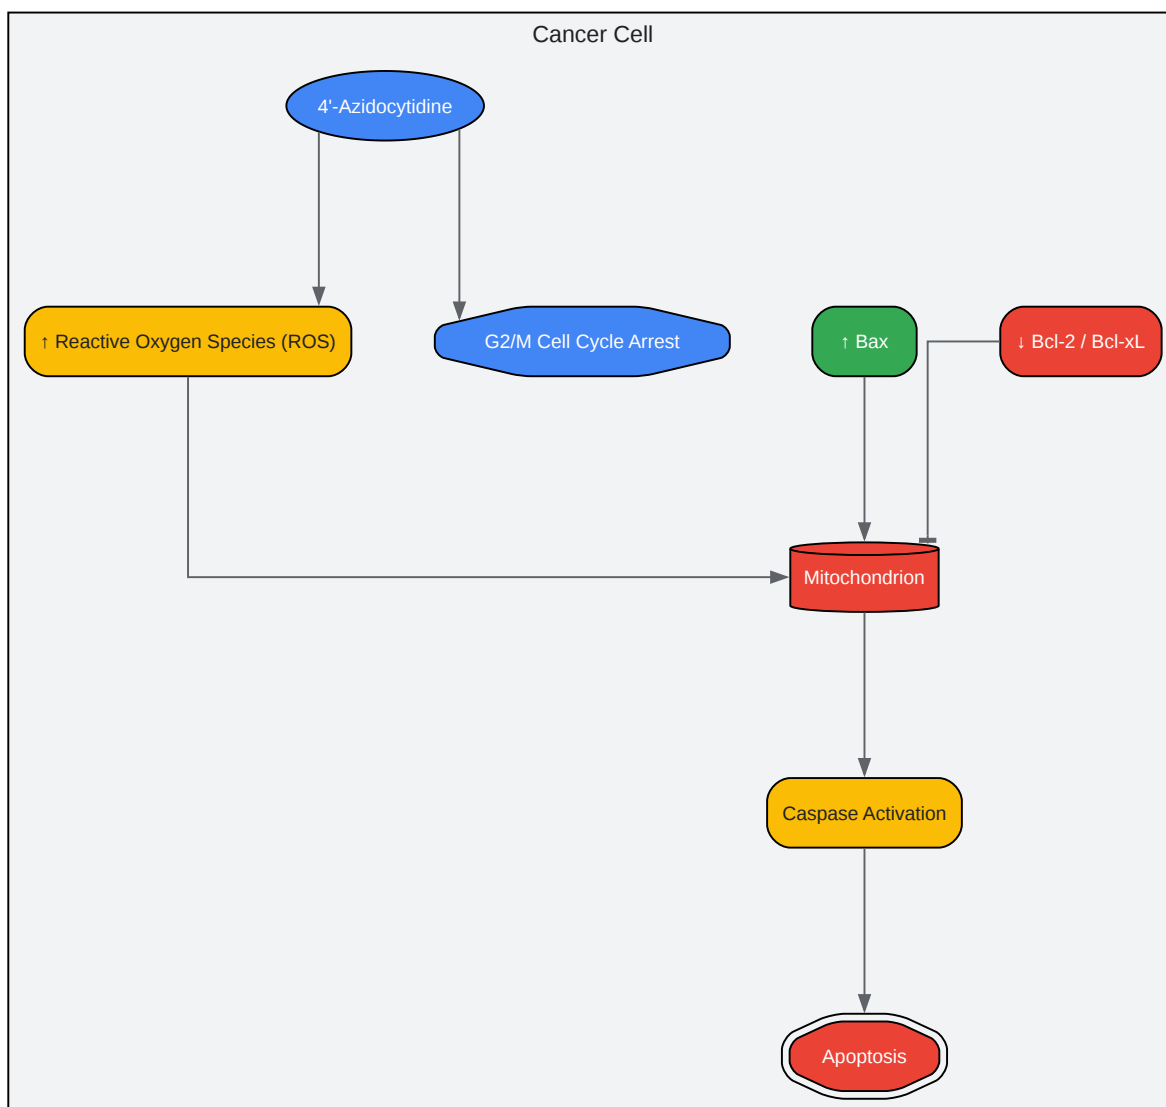 Cancer Cell
4'-Azidocytidine
↑ Reactive Oxygen Species (ROS)
G2/M Cell Cycle Arrest
↑ Bax
↓ Bcl-2 / Bcl-xL
Mitochondrion
Caspase Activation
Apoptosis